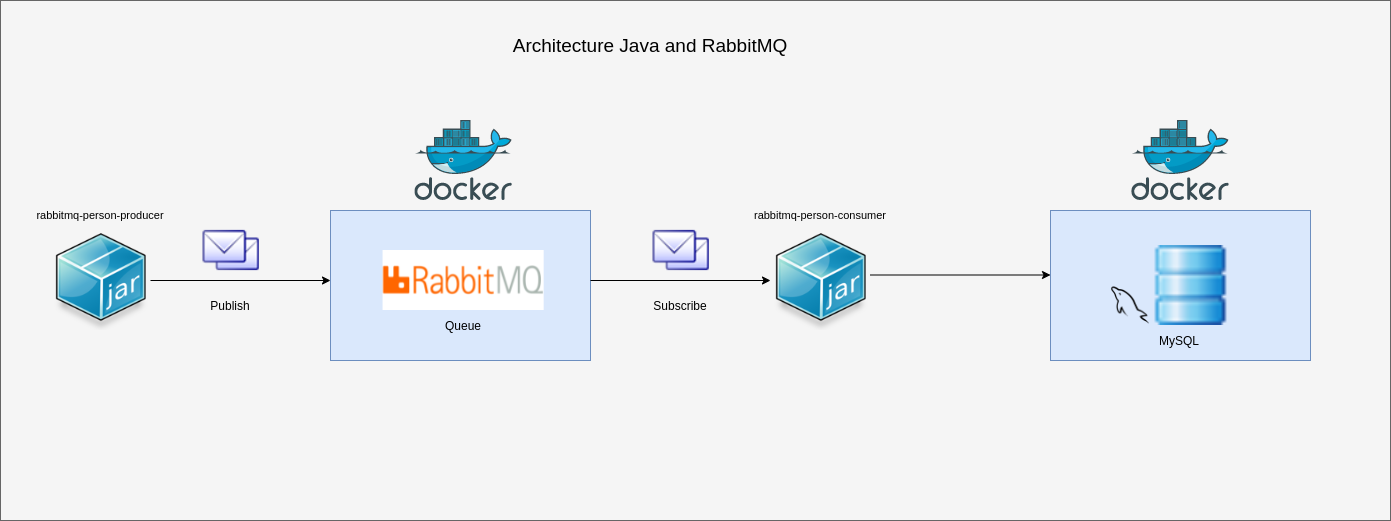 Architecture Java and RabbitMQ
docker
docker
rabbitmq-person-producer
rabbitmq-person-consumer
jar
RabbitMQ
jar
Publish
Subscribe
Queue
MySQL